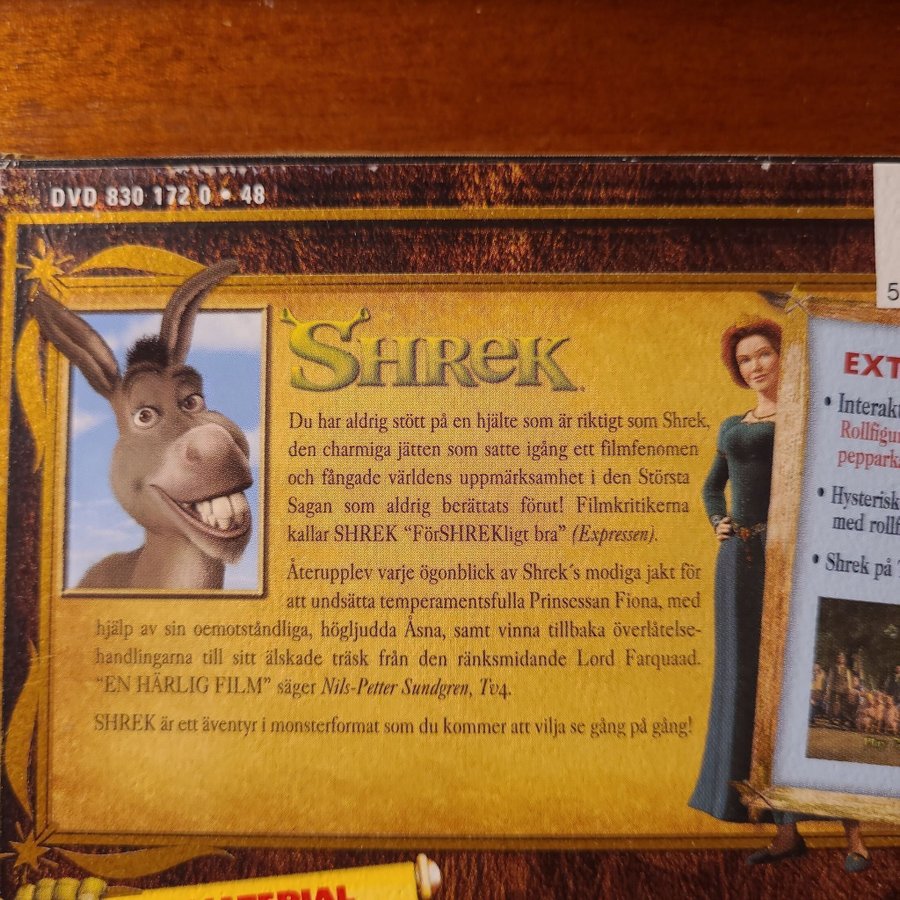 DVD 830 172 0 • 48
5
SHREK
Du har aldrig stött på en hjälte som är riktigt som Shrek,
den charmiga jätten som satte igång ett filmfenomen
och fångade världens uppmärksamhet i den Största
Sagan som aldrig berättats förut! Filmkritikerna
kallar SHREK “FörSHREKligt bra” (Expressen).
Återupplev varje ögonblick av Shrek´s modiga jakt för
att undsätta temperamentsfulla Prinsessan Fiona, med
hjälp av sin oemotståndliga, högljudda Åsna, samt vinna tillbaka överlåtelse-
handlingarna till sitt älskade träsk från den ränksmidande Lord Farquaad.
“EN HÄRLIG FILM” säger Nils-Petter Sundgren, Tv4.
SHREK är ett äventyr i monsterformat som du kommer att vilja se gång på gång!
EXT
• Interakt
Rollfigu
pepparka
• Hysterisk
med rollf
• Shrek på
MATERIAL